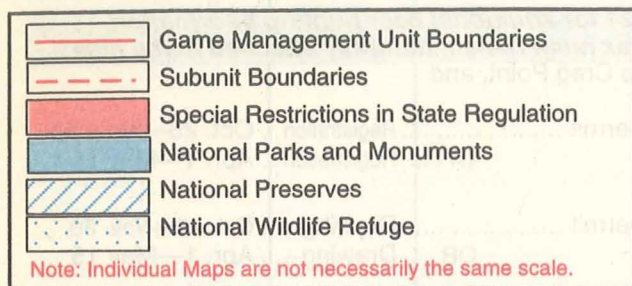 Game Management Unit Boundaries
Subunit Boundaries
Special Restrictions in State Regulation
National Parks and Monuments
National Preserves
National Wildlife Refuge
Note: Individual Maps are not necessarily the same scale.